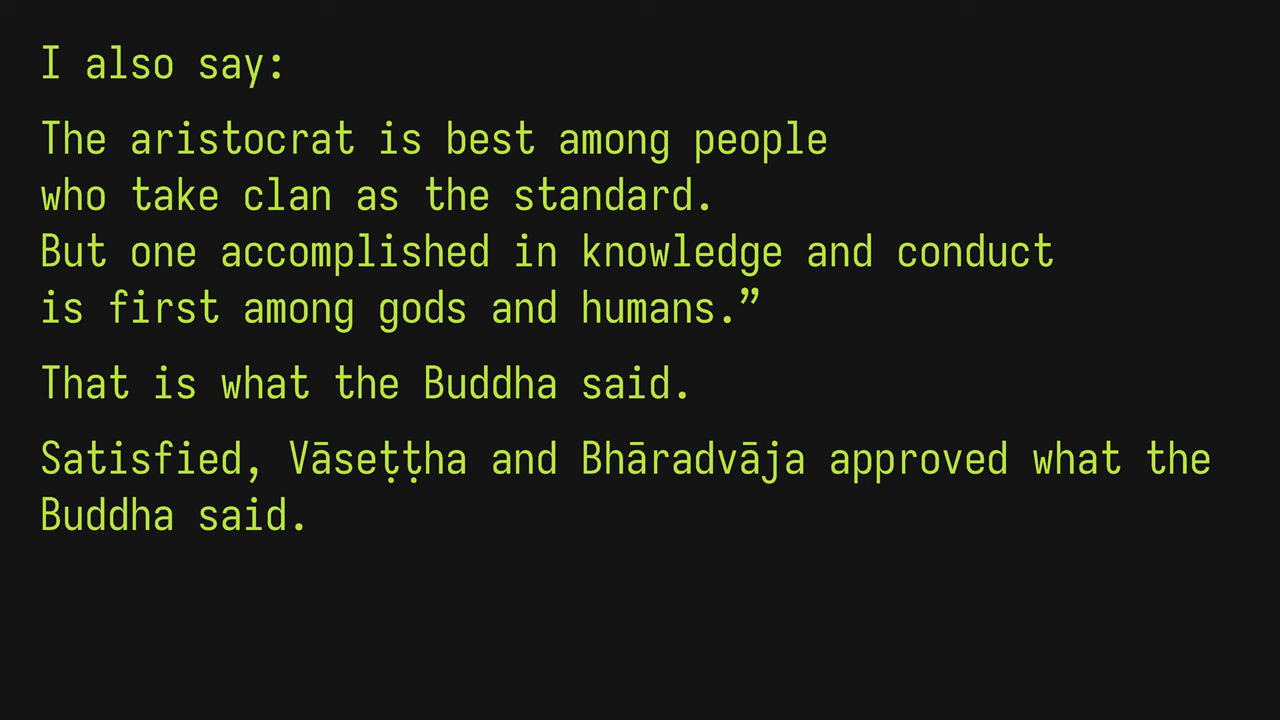 I also say:
The aristocrat is best among people
who take clan as the standard.
But one accomplished in knowledge and conduct
is first among gods and humans.”
That is what the Buddha said.
Satisfied, Vāseṭṭha and Bhāradvāja approved what the
Buddha said.